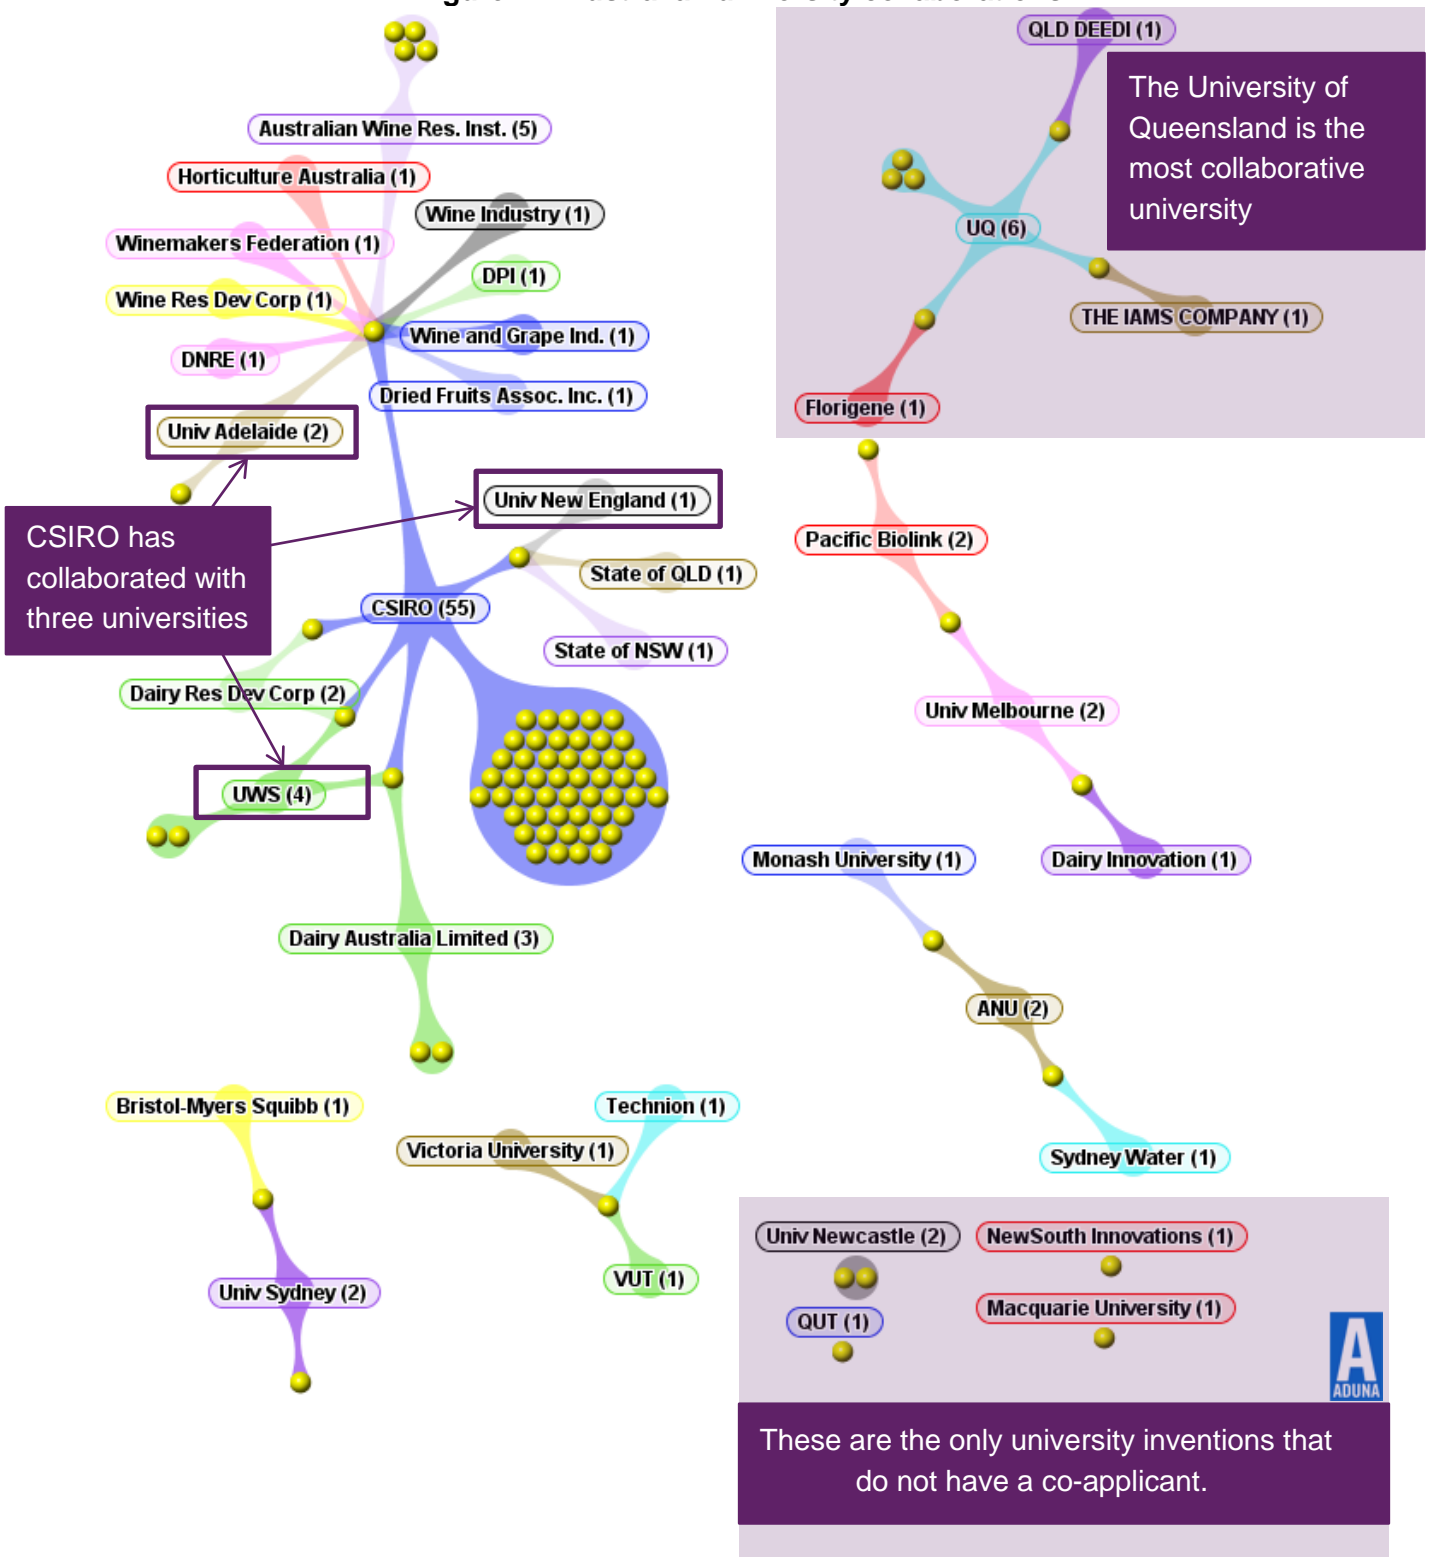 QLD DEEDI (1)
The University of
Queensland is the
most collaborative
university
Australian Wine Res. Inst. (5)
Horticulture Australia (1)
Wine Industry (1)
Winemakers Federation (1)
UQ (6)
DPI (1)
Wine Res Dev Corp (1)
THE IAMS COMPANY (1)
Wine and Grape Ind. (1)
DNRE (1)
Dried Fruits Assoc. Inc. (1)
Florigene (1)
Univ Adelaide (2)
Univ New England (1)
CSIRO has
collaborated with
three universities
Pacific Biolink (2)
State of QLD (1)
CSIRO (55)
State of NSW (1)
Dairy Res Dev Corp (2)
Univ Melbourne (2)
UWS (4)
Monash University (1)
Dairy Innovation (1)
Dairy Australia Limited (3)
ANU (2)
Bristol-Myers Squibb (1)
Technion (1)
Victoria University (1)
Sydney Water (1)
Univ Newcastle (2)
NewSouth Innovations (1)
VUT (1)
Univ Sydney (2)
Macquarie University (1)
QUT (1)
A
ADUNA
These are the only university inventions that
do not have a co-applicant.